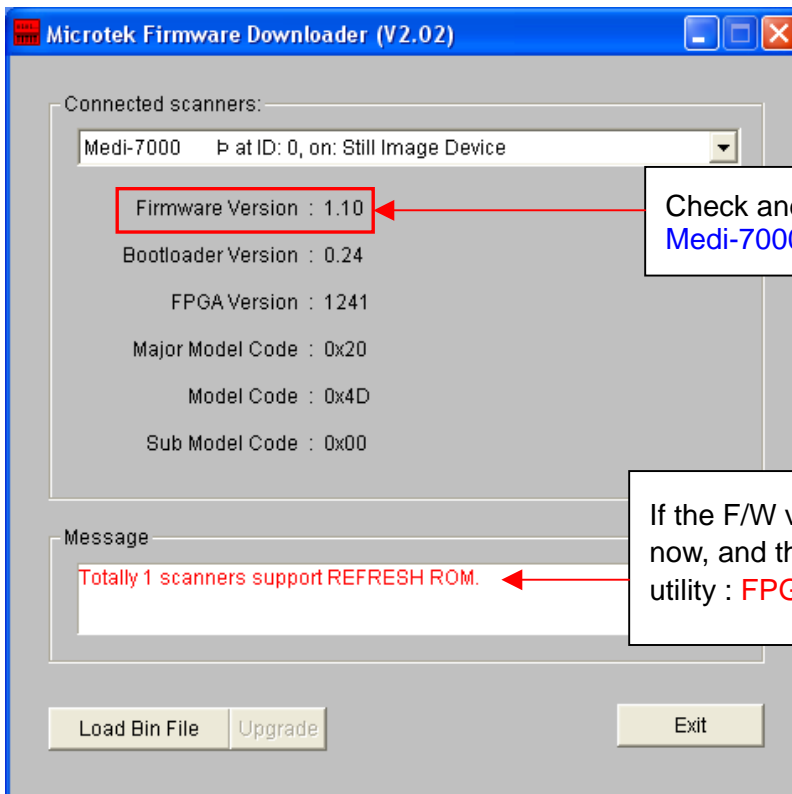 Microtek Firmware Downloader (V2.02)
Connected scanners:
Medi-7000 Þ at ID: 0, on: Still Image Device
Firmware Version : 1.10
Check and
Medi-7000
Bootloader Version : 0.24
FPGA Version : 1241
Major Model Code : 0x20
Model Code : 0x4D
Sub Model Code : 0x00
If the F/W
now, and th
utility : FPG
Message
Totally 1 scanners support REFRESH ROM.
Load Bin File
Upgrade
Exit